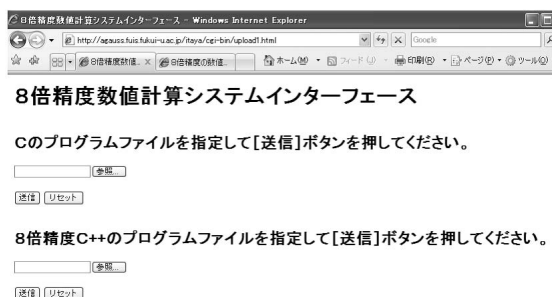 8倍精度数値計算システムインターフェース - Windows Internet Explorer
http://agauss.fuis.fukui-u.ac.jp/itaya/cgi-bin/upload1.html
Google
8倍精度数値... 8倍精度の数値... ホーム(M) フィード(J) 印刷(R) ページ(P) ツール(O)
8倍精度数値計算システムインターフェース
Cのプログラムファイルを指定して[送信]ボタンを押してください。
参照...
送信 リセット
8倍精度C++のプログラムファイルを指定して[送信]ボタンを押してください。
参照...
送信 リセット